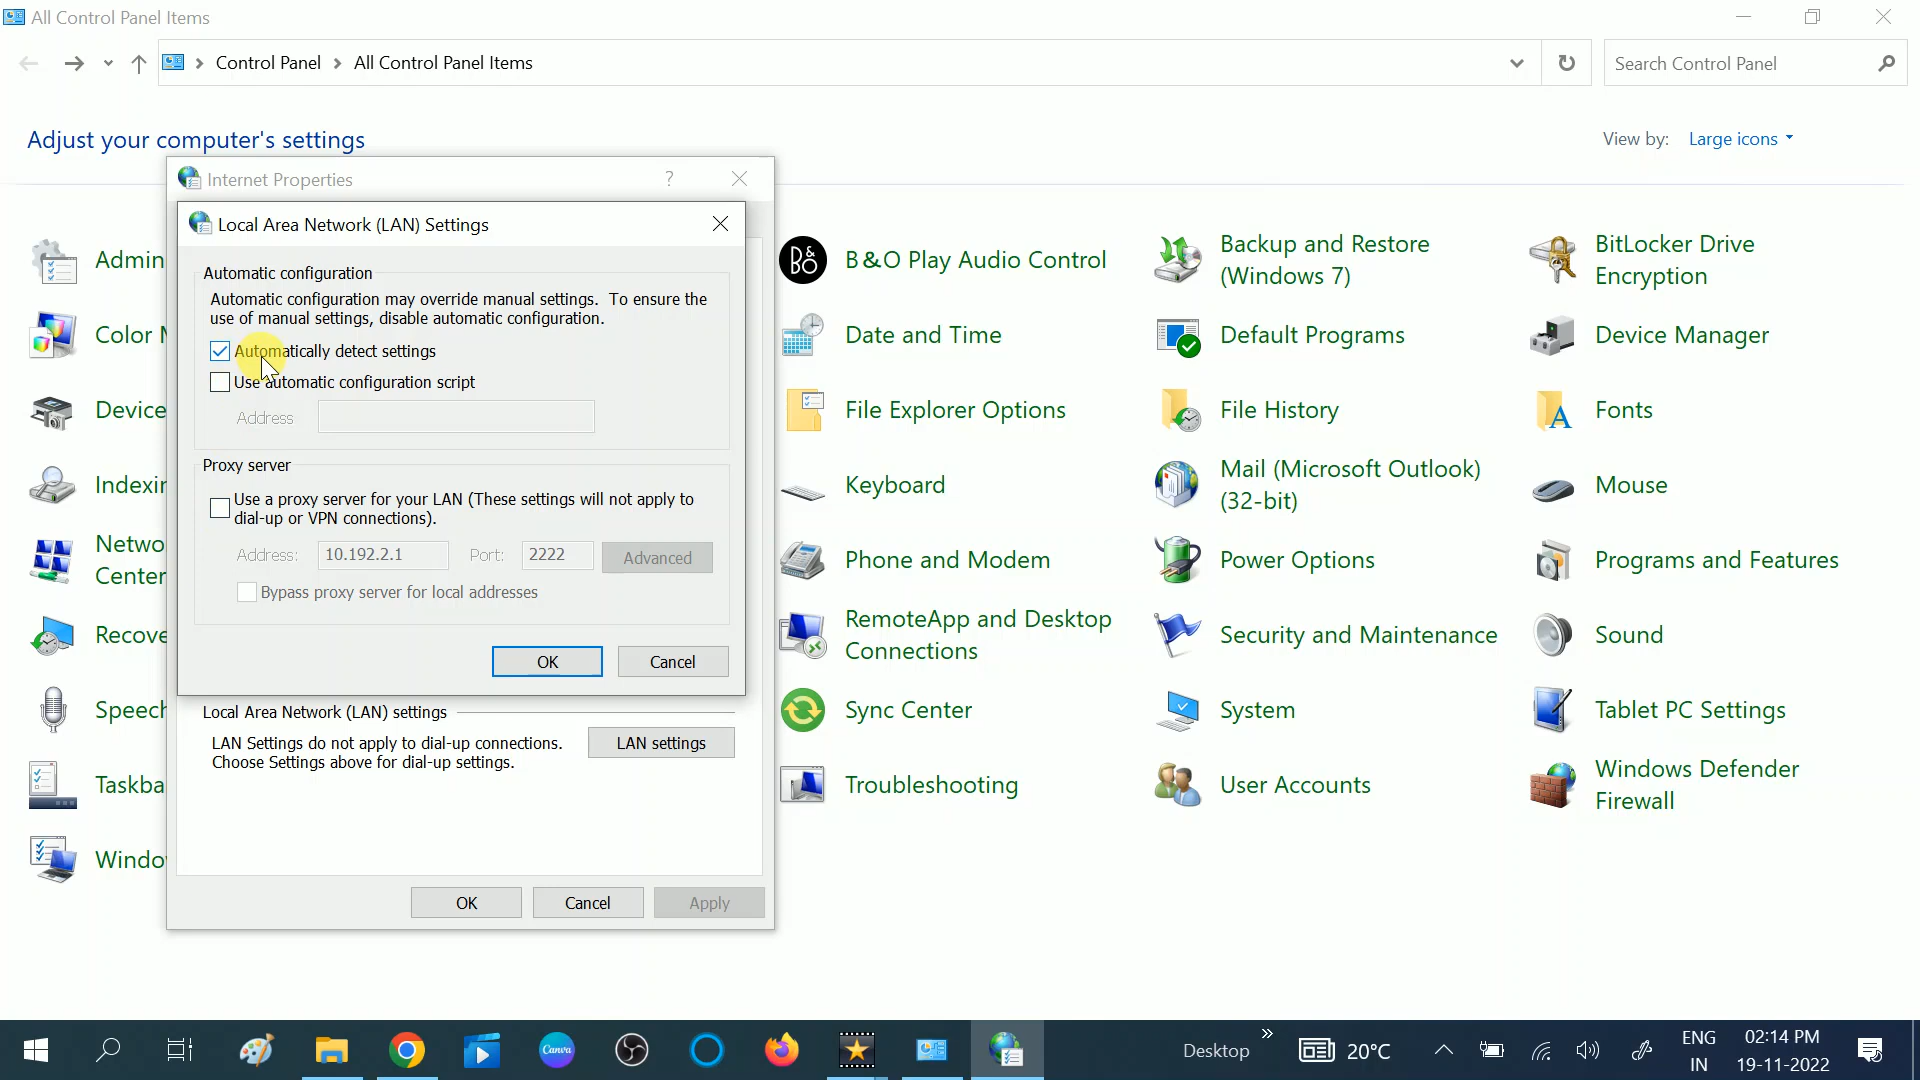 All Control Panel Items
Control Panel > All Control Panel Items
Search Control Panel
Adjust your computer's settings
View by: Large icons
Internet Properties ?
Local Area Network (LAN) Settings
Automatic configuration
Automatic configuration may override manual settings. To ensure the
use of manual settings, disable automatic configuration.
Automatically detect settings
Use automatic configuration script
Address
Proxy server
Use a proxy server for your LAN (These settings will not apply to
dial-up or VPN connections).
Address: 10.192.2.1 Port: 2222 Advanced
Bypass proxy server for local addresses
OK Cancel
Local Area Network (LAN) settings
LAN Settings do not apply to dial-up connections.
Choose Settings above for dial-up settings.
LAN settings
OK Cancel Apply
Admin
Color M
Device
Indexin
Netwo
Center
Recove
Speech
Taskba
Windo
B&O Play Audio Control
Backup and Restore
(Windows 7)
BitLocker Drive
Encryption
Date and Time
Default Programs
Device Manager
File Explorer Options
File History
Fonts
Keyboard
Mail (Microsoft Outlook)
(32-bit)
Mouse
Phone and Modem
Power Options
Programs and Features
RemoteApp and Desktop
Connections
Security and Maintenance
Sound
Sync Center
System
Tablet PC Settings
Troubleshooting
User Accounts
Windows Defender
Firewall
Canva
Desktop
20°C
ENG
IN
02:14 PM
19-11-2022